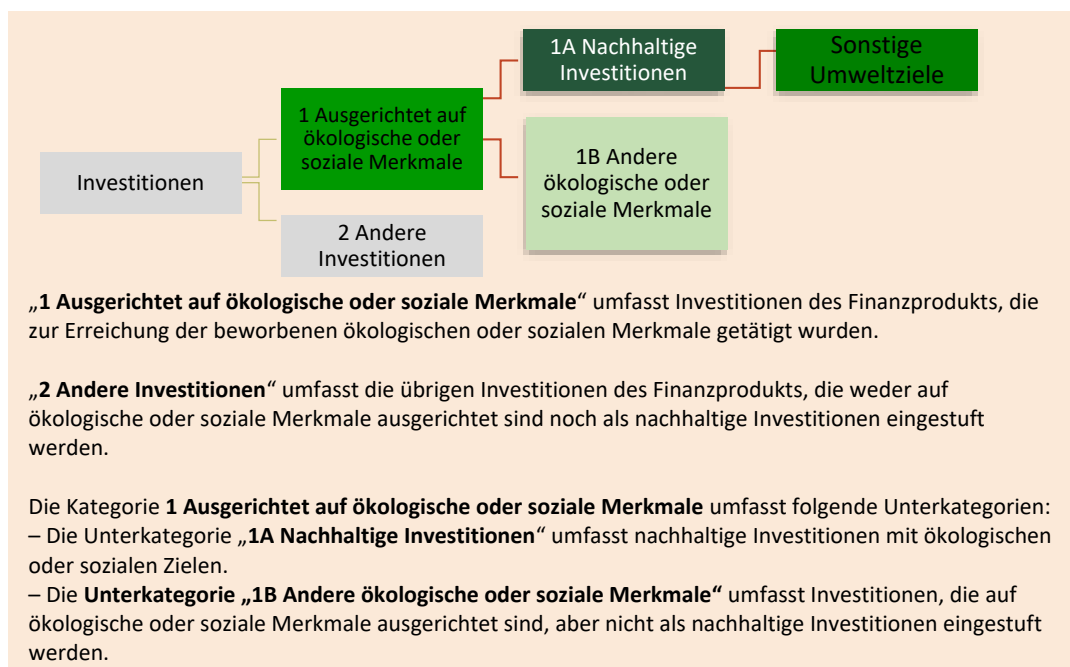 1A Nachhaltige
Investitionen
Sonstige
Umweltziele
1 Ausgerichtet auf
ökologische oder
soziale Merkmale
Investitionen
1B Andere
ökologische oder
soziale Merkmale
2 Andere
Investitionen
„1 Ausgerichtet auf ökologische oder soziale Merkmale“ umfasst Investitionen des Finanzprodukts, die
zur Erreichung der beworbenen ökologischen oder sozialen Merkmale getätigt wurden.
„2 Andere Investitionen“ umfasst die übrigen Investitionen des Finanzprodukts, die weder auf
ökologische oder soziale Merkmale ausgerichtet sind noch als nachhaltige Investitionen eingestuft
werden.
Die Kategorie 1 Ausgerichtet auf ökologische oder soziale Merkmale umfasst folgende Unterkategorien:
– Die Unterkategorie „1A Nachhaltige Investitionen“ umfasst nachhaltige Investitionen mit ökologischen
oder sozialen Zielen.
– Die Unterkategorie „1B Andere ökologische oder soziale Merkmale“ umfasst Investitionen, die auf
ökologische oder soziale Merkmale ausgerichtet sind, aber nicht als nachhaltige Investitionen eingestuft
werden.